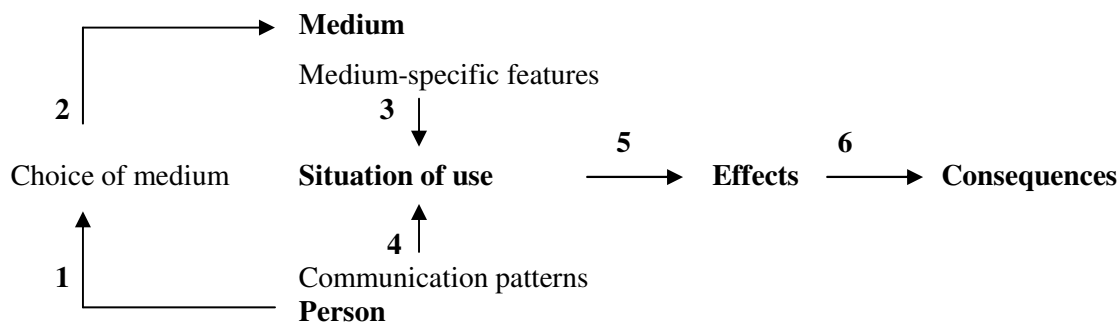 Medium
Medium-specific features
2 3
5 6
Choice of medium Situation of use Effects Consequences
4
1 Communication patterns
Person